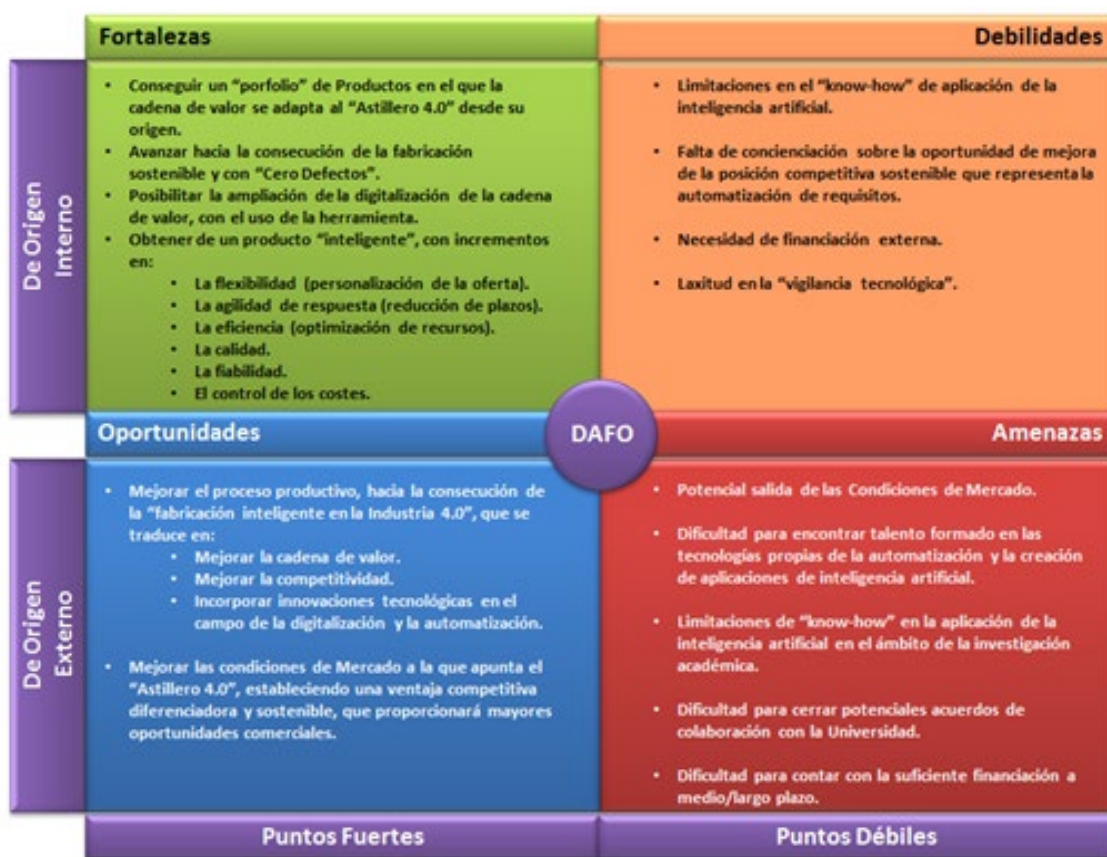 Fortalezas
Debilidades
De Origen
Interno
• Conseguir un “porfolio” de Productos en el que la
cadena de valor se adapta al “Astillero 4.0” desde su
origen.
• Avanzar hacia la consecución de la fabricación
sostenible y con “Cero Defectos”.
• Posibilitar la ampliación de la digitalización de la cadena
de valor, con el uso de la herramienta.
• Obtener de un producto “inteligente”, con incrementos
en:
• La flexibilidad (personalización de la oferta).
• La agilidad de respuesta (reducción de plazos).
• La eficiencia (optimización de recursos).
• La calidad.
• La fiabilidad.
• El control de los costes.
• Limitaciones en el “know-how” de aplicación de la
inteligencia artificial.
• Falta de concienciación sobre la oportunidad de mejora
de la posición competitiva sostenible que representa la
automatización de requisitos.
• Necesidad de financiación externa.
• Laxitud en la “vigilancia tecnológica”.
Oportunidades
DAFO
Amenazas
De Origen
Externo
• Mejorar el proceso productivo, hacia la consecución de
la “fabricación inteligente en la Industria 4.0”, que se
traduce en:
• Mejorar la cadena de valor.
• Mejorar la competitividad.
• Incorporar innovaciones tecnológicas en el
campo de la digitalización y la automatización.
• Mejorar las condiciones de Mercado a la que apunta el
“Astillero 4.0”, estableciendo una ventaja competitiva
diferenciadora y sostenible, que proporcionará mayores
oportunidades comerciales.
• Potencial salida de las Condiciones de Mercado.
• Dificultad para encontrar talento formado en las
tecnologías propias de la automatización y la creación
de aplicaciones de inteligencia artificial.
• Limitaciones de “know-how” en la aplicación de la
inteligencia artificial en el ámbito de la investigación
académica.
• Dificultad para cerrar potenciales acuerdos de
colaboración con la Universidad.
• Dificultad para contar con la suficiente financiación a
medio/largo plazo.
Puntos Fuertes
Puntos Débiles